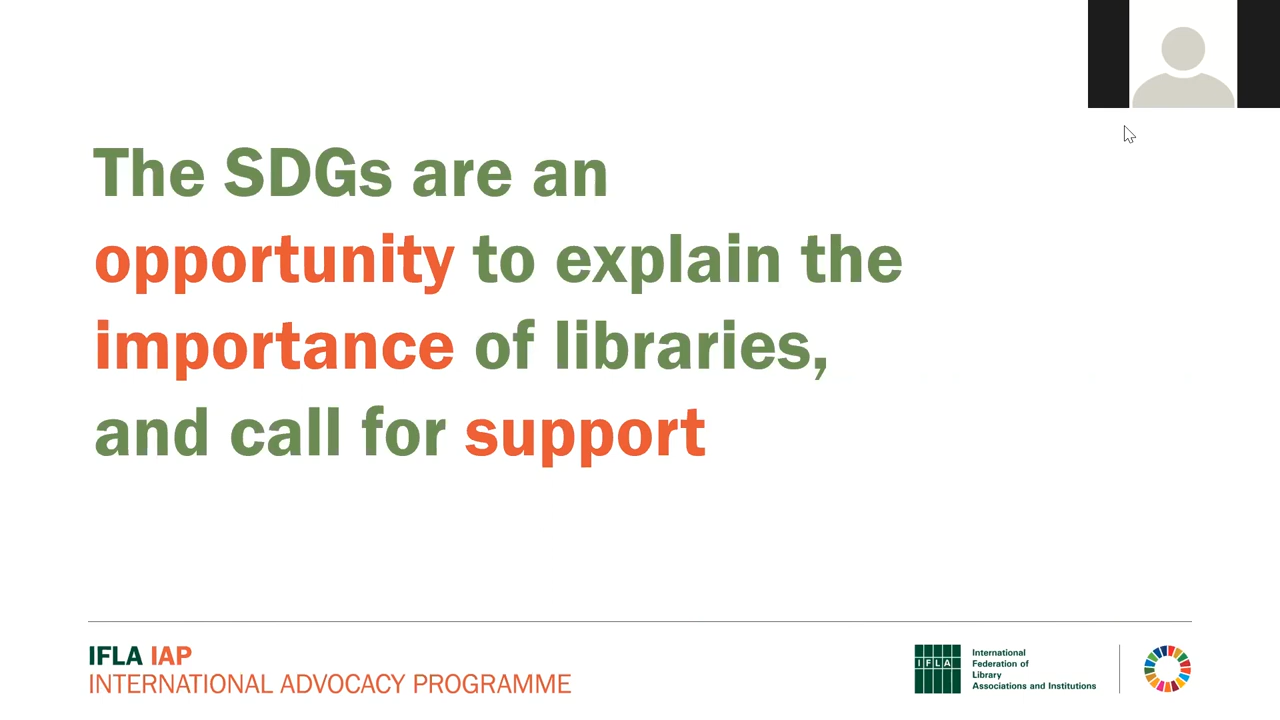 The SDGs are an
opportunity to explain the
importance of libraries,
and call for support
IFLA IAP
INTERNATIONAL ADVOCACY PROGRAMME
IFLA
International
Federation of
Library
Associations and Institutions